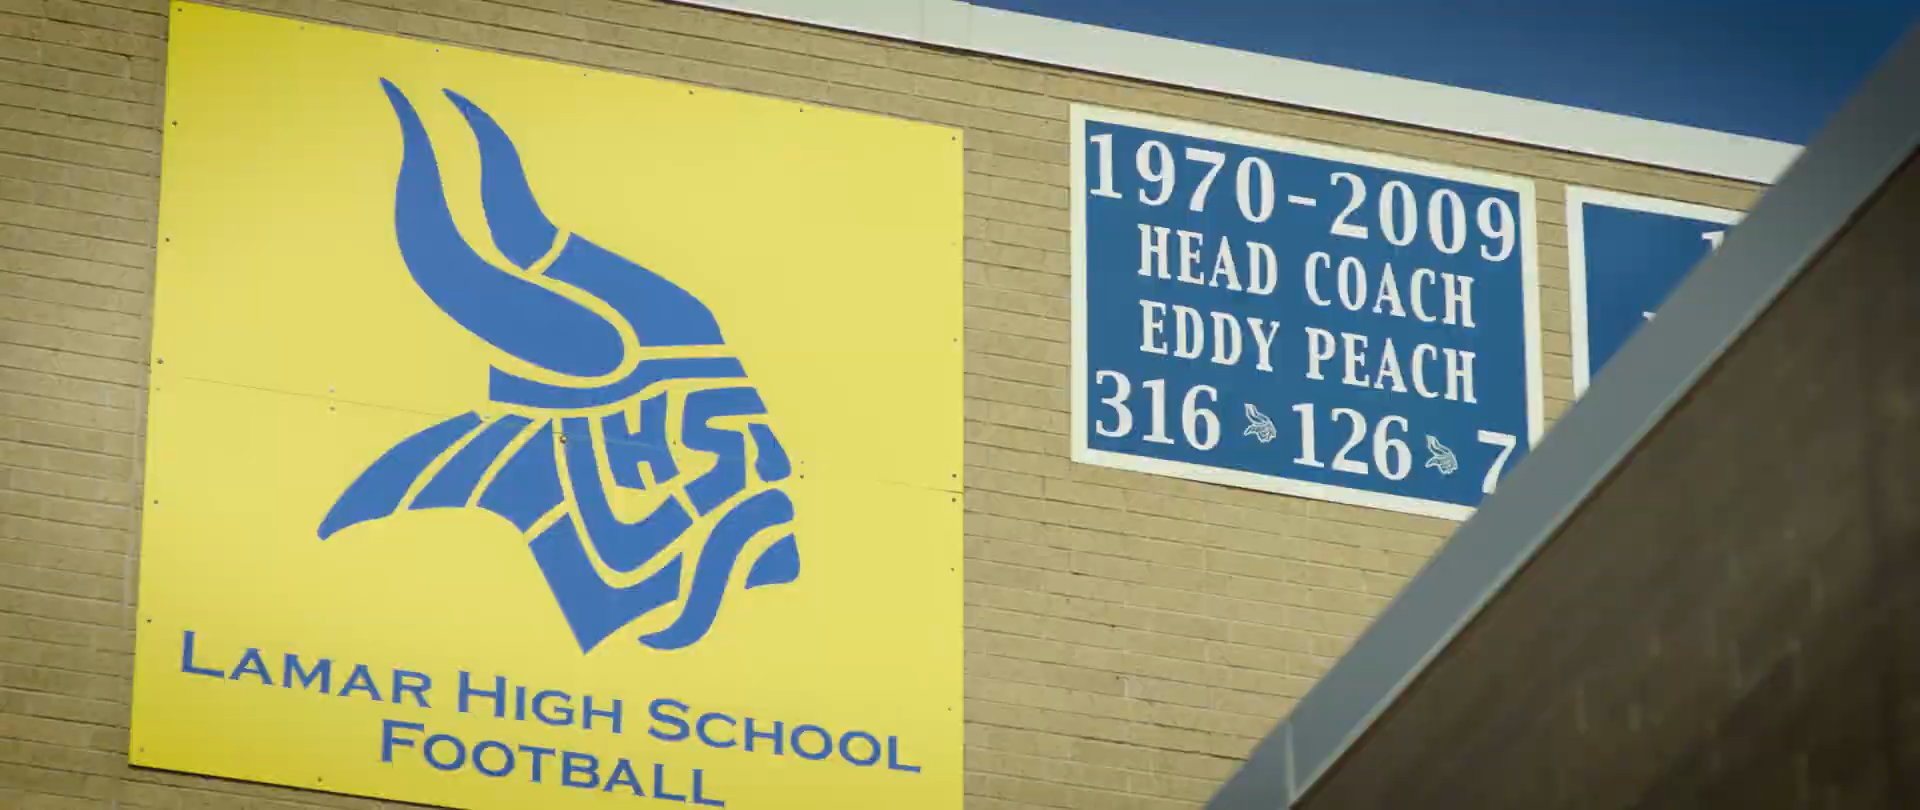 LHS
LAMAR HIGH SCHOOL
FOOTBALL
1970-2009
HEAD COACH
EDDY PEACH
316 126 7